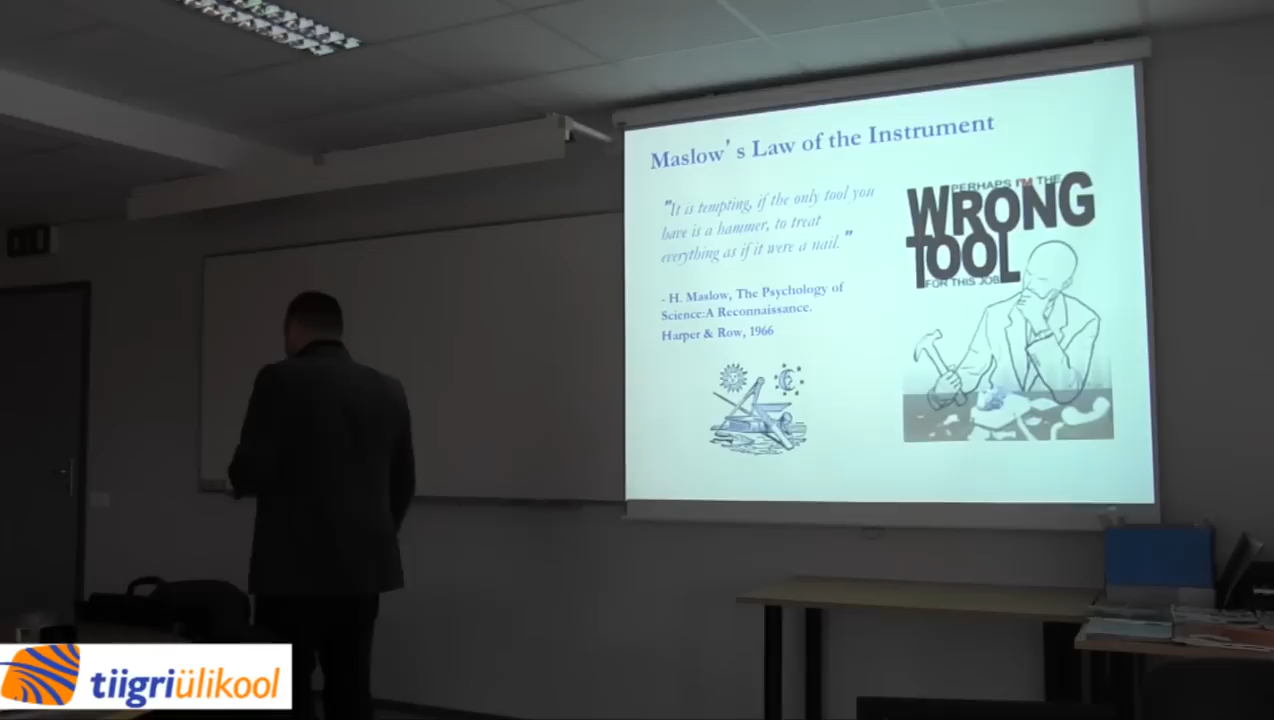 Maslow's Law of the Instrument
"It is tempting, if the only tool you
have is a hammer, to treat
everything as if it were a nail."
- H. Maslow, The Psychology of
Science:A Reconnaissance.
Harper & Row, 1966
PERHAPS I'M THE
WRONG
TOOL
FOR THIS JOB
tiigriülikool